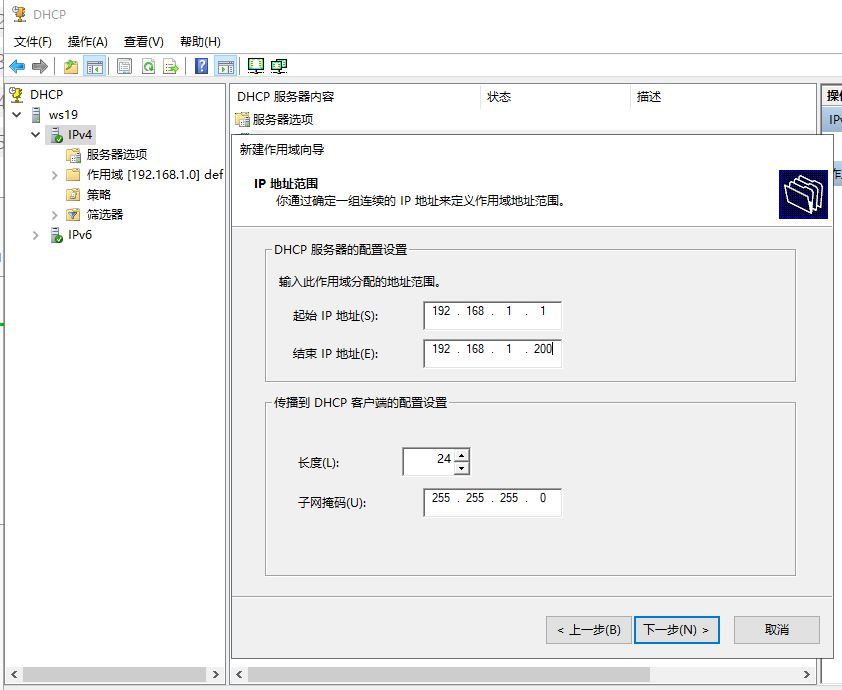 DHCP
文件(F) 操作(A) 查看(V) 帮助(H)
DHCP
ws19
IPv4
服务器选项
作用域 [192.168.1.0] def
策略
筛选器
IPv6
DHCP 服务器内容 状态 描述
服务器选项
新建作用域向导
IP 地址范围
你通过确定一组连续的 IP 地址来定义作用域地址范围。
DHCP 服务器的配置设置
输入此作用域分配的地址范围。
起始 IP 地址(S): 192 . 168 . 1 . 1
结束 IP 地址(E): 192 . 168 . 1 . 200
传播到 DHCP 客户端的配置设置
长度(L): 24
子网掩码(U): 255 . 255 . 255 . 0
< 上一步(B) 下一步(N) > 取消